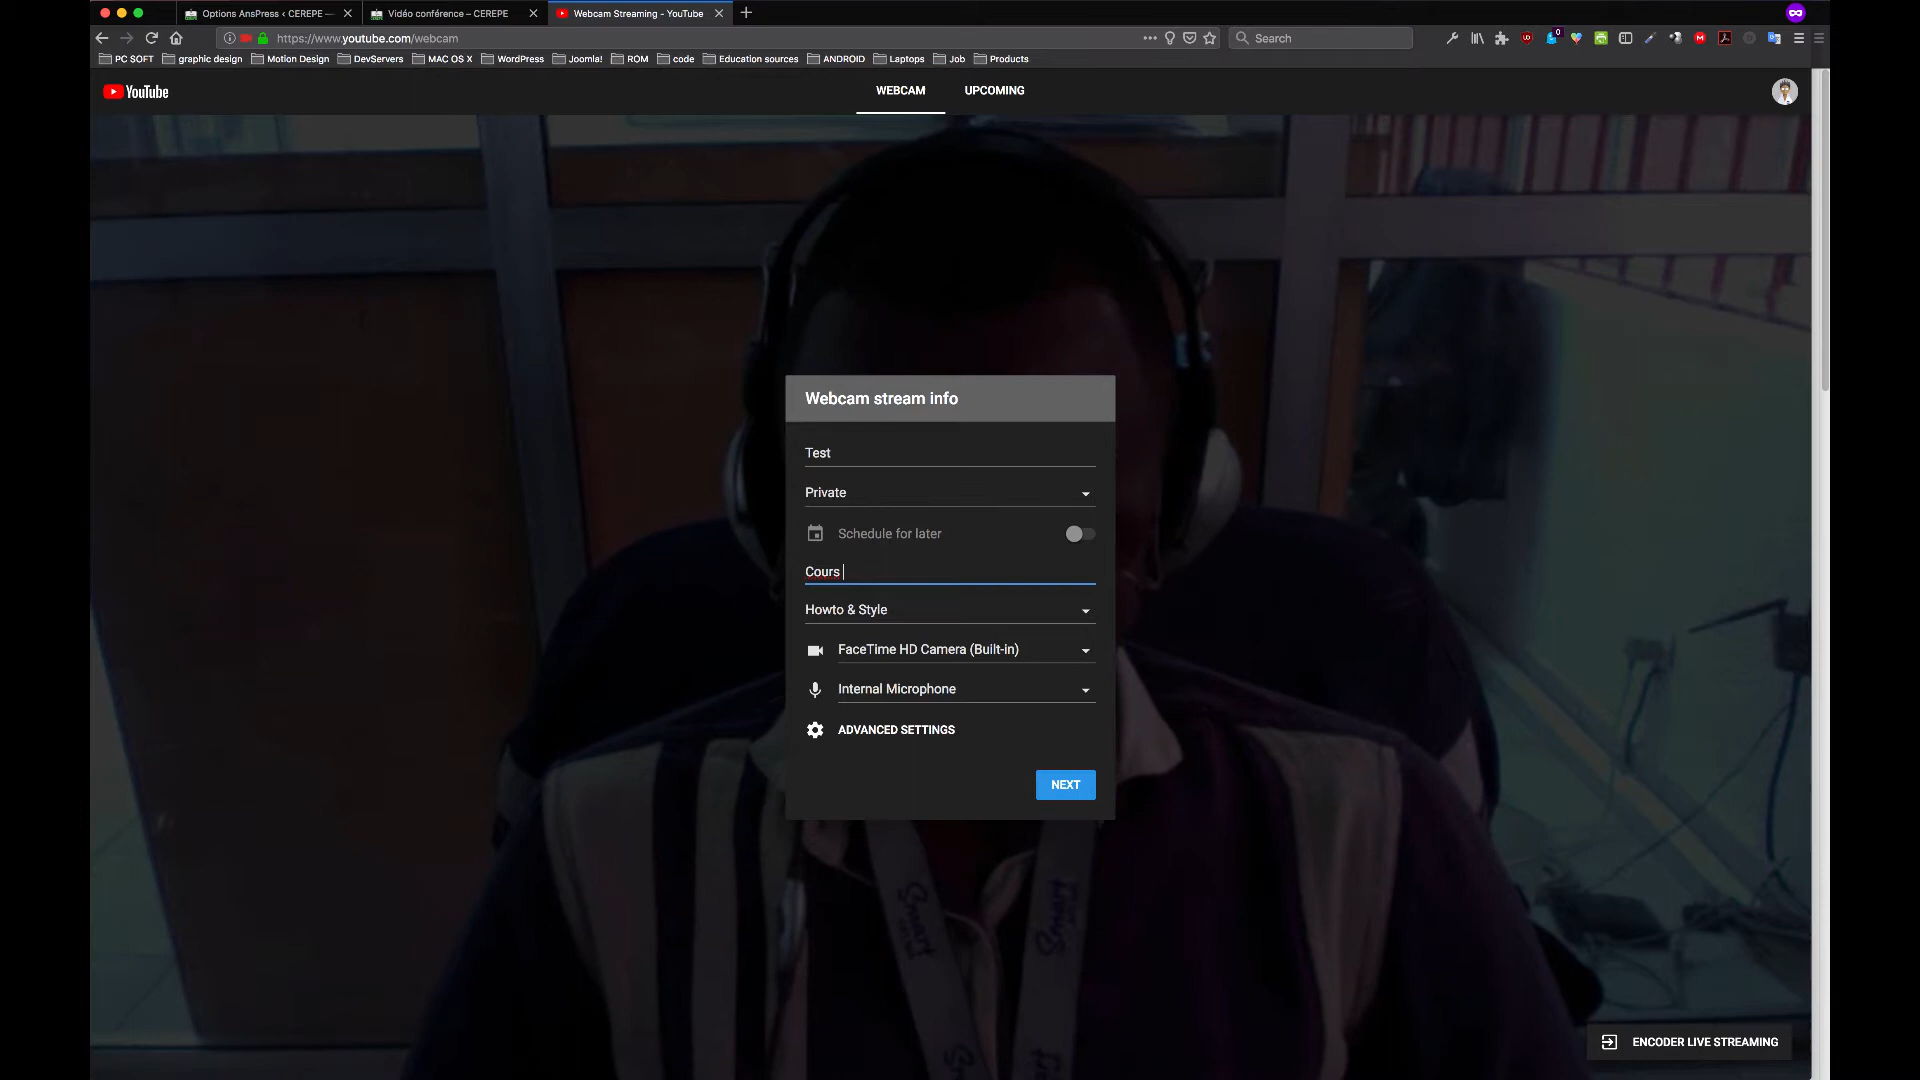 Options AnsPress ‹ CEREPE —
Vidéo conférence – CEREPE
Webcam Streaming - YouTube
https://www.youtube.com/webcam
Search
0
PC SOFT
graphic design
Motion Design
DevServers
MAC OS X
WordPress
Joomla!
ROM
code
Education sources
ANDROID
Laptops
Job
Products
YouTube
WEBCAM
UPCOMING
Webcam stream info
Test
Private
Schedule for later
Cours
Howto & Style
FaceTime HD Camera (Built-in)
Internal Microphone
ADVANCED SETTINGS
NEXT
Smart
Smart
ENCODER LIVE STREAMING